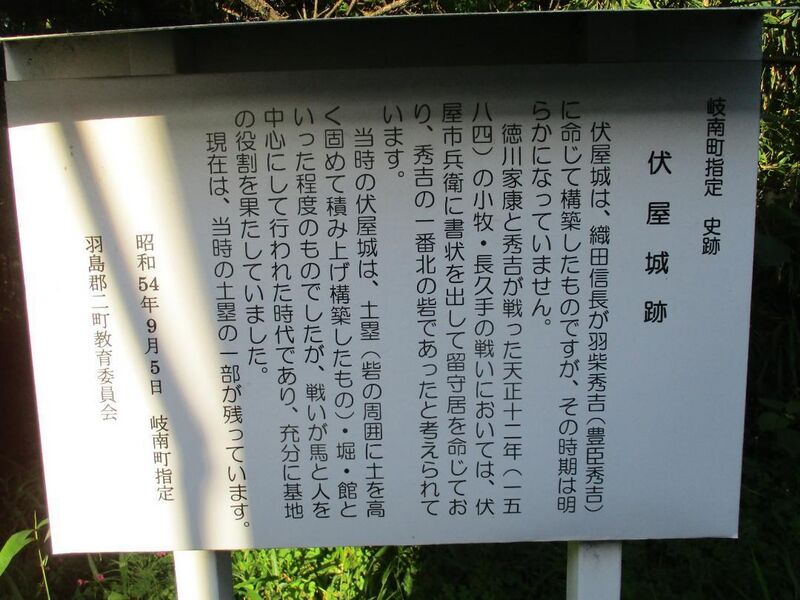 岐南町指定 史跡
伏屋城跡
伏屋城は、織田信長が羽柴秀吉（豊臣秀吉）
に命じて構築したものですが、その時期は明
らかになっていません。
徳川家康と秀吉が戦った天正十二年（一五
八四）の小牧・長久手の戦いにおいては、伏
屋市兵衛に書状を出して留守居を命じてお
り、秀吉の一番北の砦であったと考えられて
います。
当時の伏屋城は、土塁（砦の周囲に土を高
く固めて積み上げ構築したもの）・堀・館と
いった程度のものでしたが、戦いが馬と人を
中心にして行われた時代であり、充分に基地
の役割を果たしていました。
現在は、当時の土塁の一部が残っています。
昭和54年9月5日 岐南町指定
羽島郡二町教育委員会